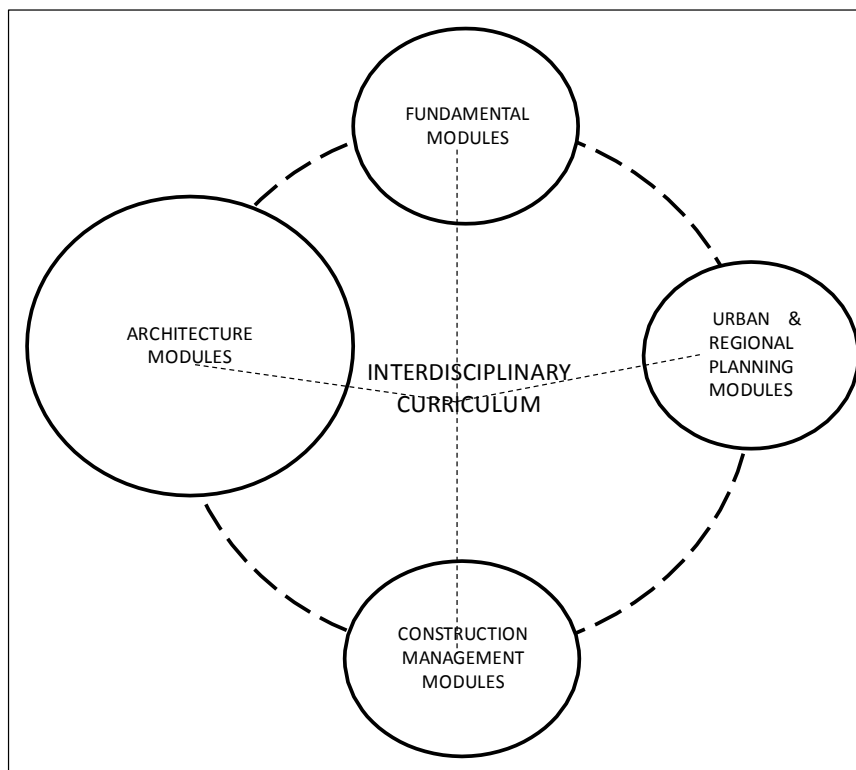 FUNDAMENTAL
MODULES
ARCHITECTURE
MODULES
URBAN &
REGIONAL
PLANNING
MODULES
INTERDISCIPLINARY
CURRICULUM
CONSTRUCTION
MANAGEMENT
MODULES